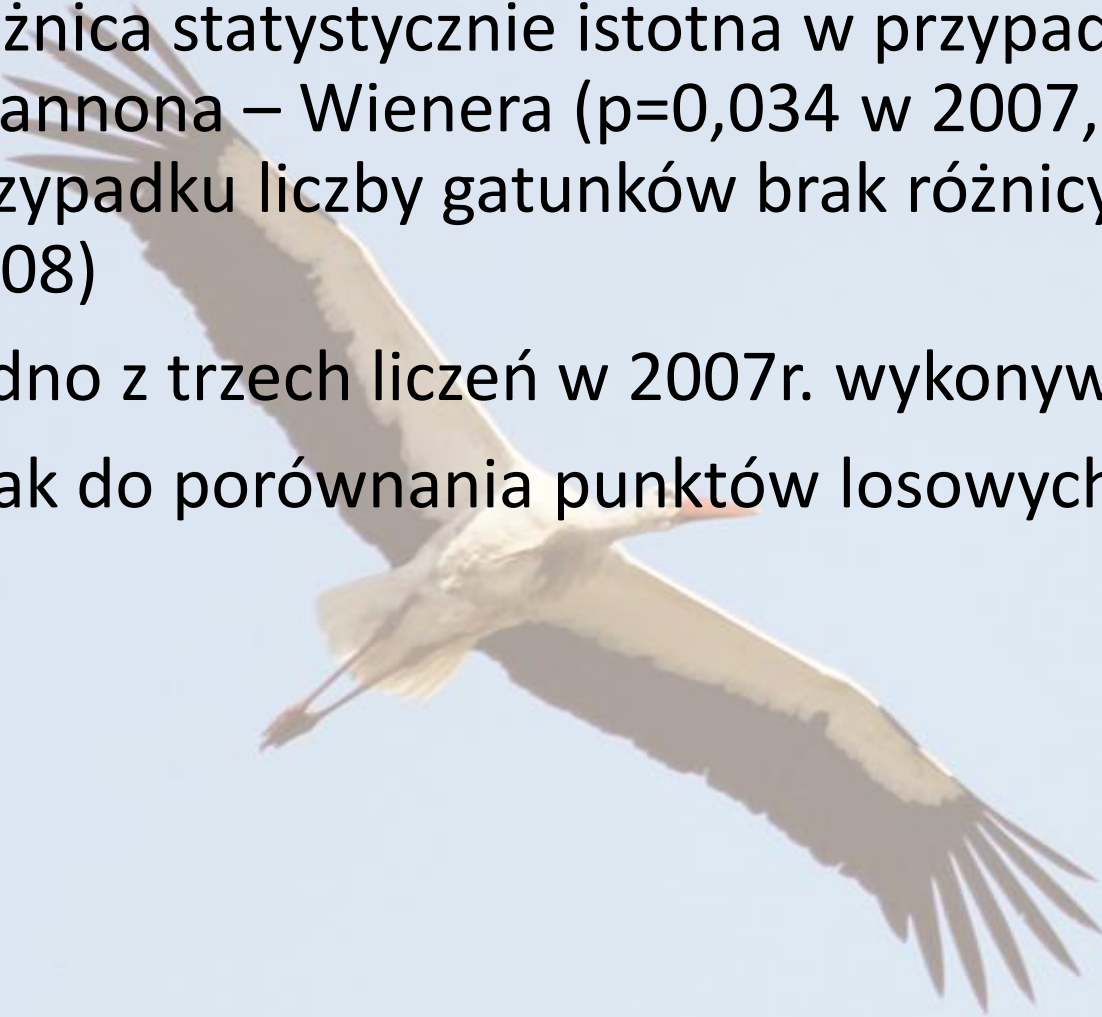 żnica statystycznie istotna w przypad
annona – Wienera (p=0,034 w 2007,
zypadku liczby gatunków brak różnicy
08)
dno z trzech liczeń w 2007r. wykonyw
ak do porównania punktów losowych